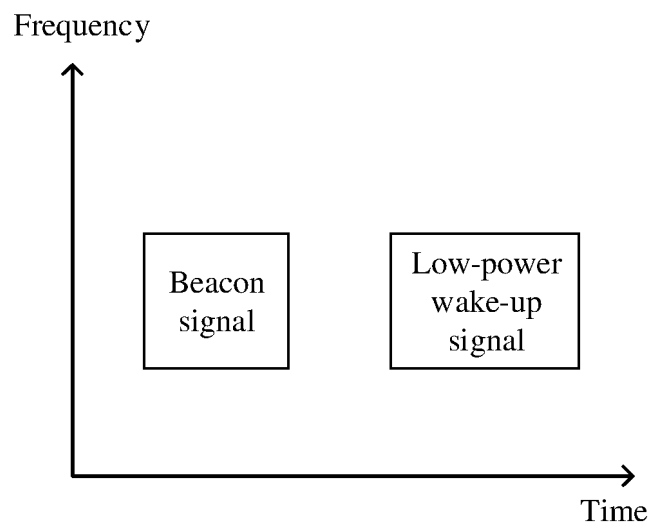 Frequency
Beacon
signal
Low-power
wake-up
signal
Time